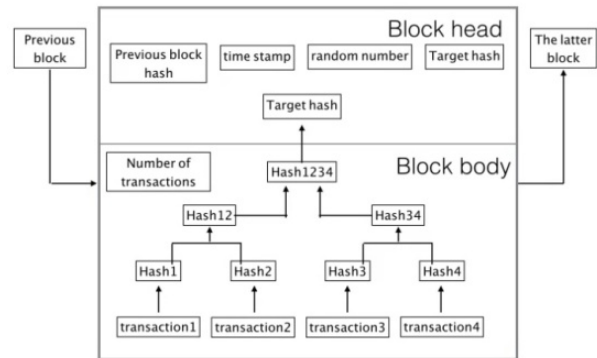 Block head
Previous
block
Previous block
hash
time stamp
random number
Target hash
The latter
block
Target hash
Number of
transactions
Block body
Hash1234
Hash12
Hash34
Hash1
Hash2
Hash3
Hash4
transaction1
transaction2
transaction3
transaction4